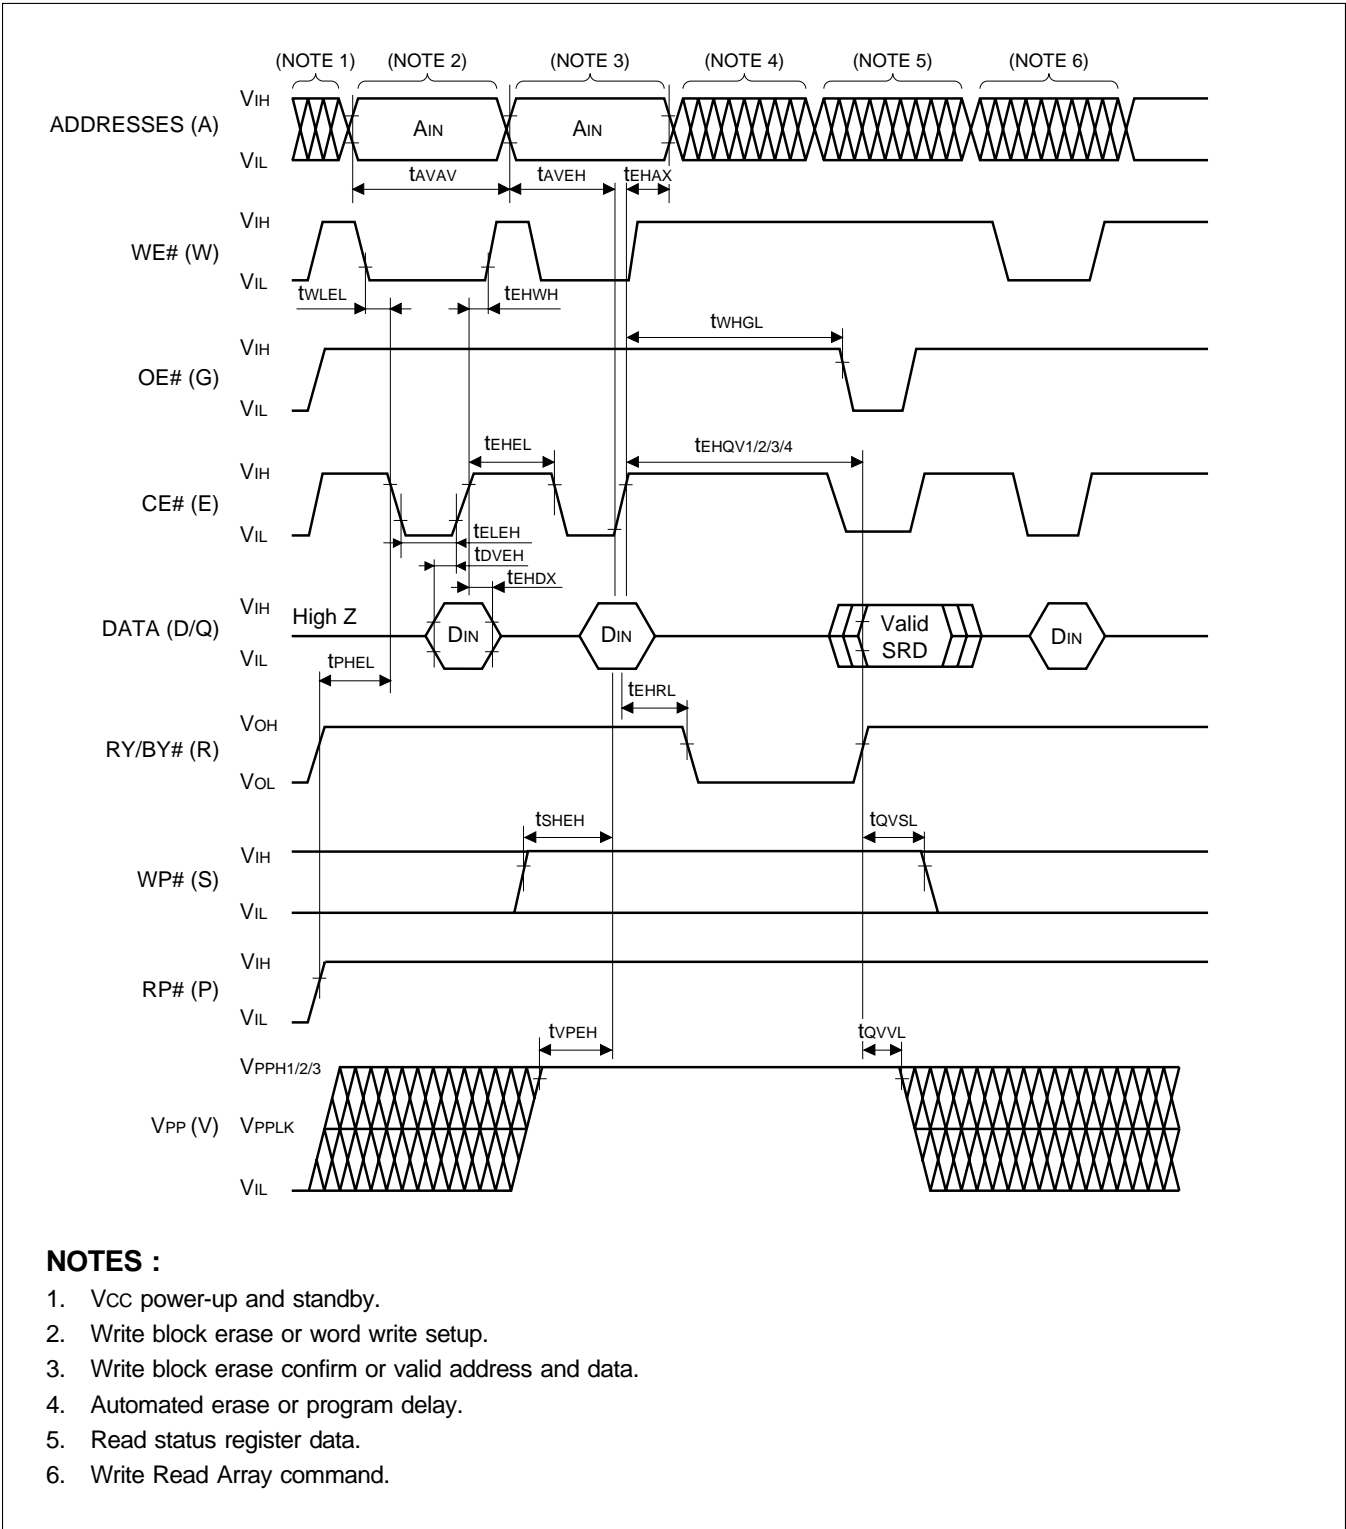 (NOTE 1) (NOTE 2) (NOTE 3) (NOTE 4) (NOTE 5) (NOTE 6)
VIH
ADDRESSES (A) AIN AIN
VIL
tAVAV tAVEH tEHAX
VIH
WE# (W)
VIL
tWLEL tEHWH
tWHGL
VIH
OE# (G)
VIL
tEHEL tEHQV1/2/3/4
VIH
CE# (E)
VIL
tELEH
tDVEH
tEHDX
VIH
High Z
DATA (D/Q) DIN DIN Valid SRD DIN
VIL
tPHEL
tEHRL
VOH
RY/BY# (R)
VOL
tSHEH tQVSL
VIH
WP# (S)
VIL
VIH
RP# (P)
VIL
tVPEH tQVVL
VPPH1/2/3
VPP (V) VPPLK
VIL
NOTES :
1. VCC power-up and standby.
2. Write block erase or word write setup.
3. Write block erase confirm or valid address and data.
4. Automated erase or program delay.
5. Read status register data.
6. Write Read Array command.